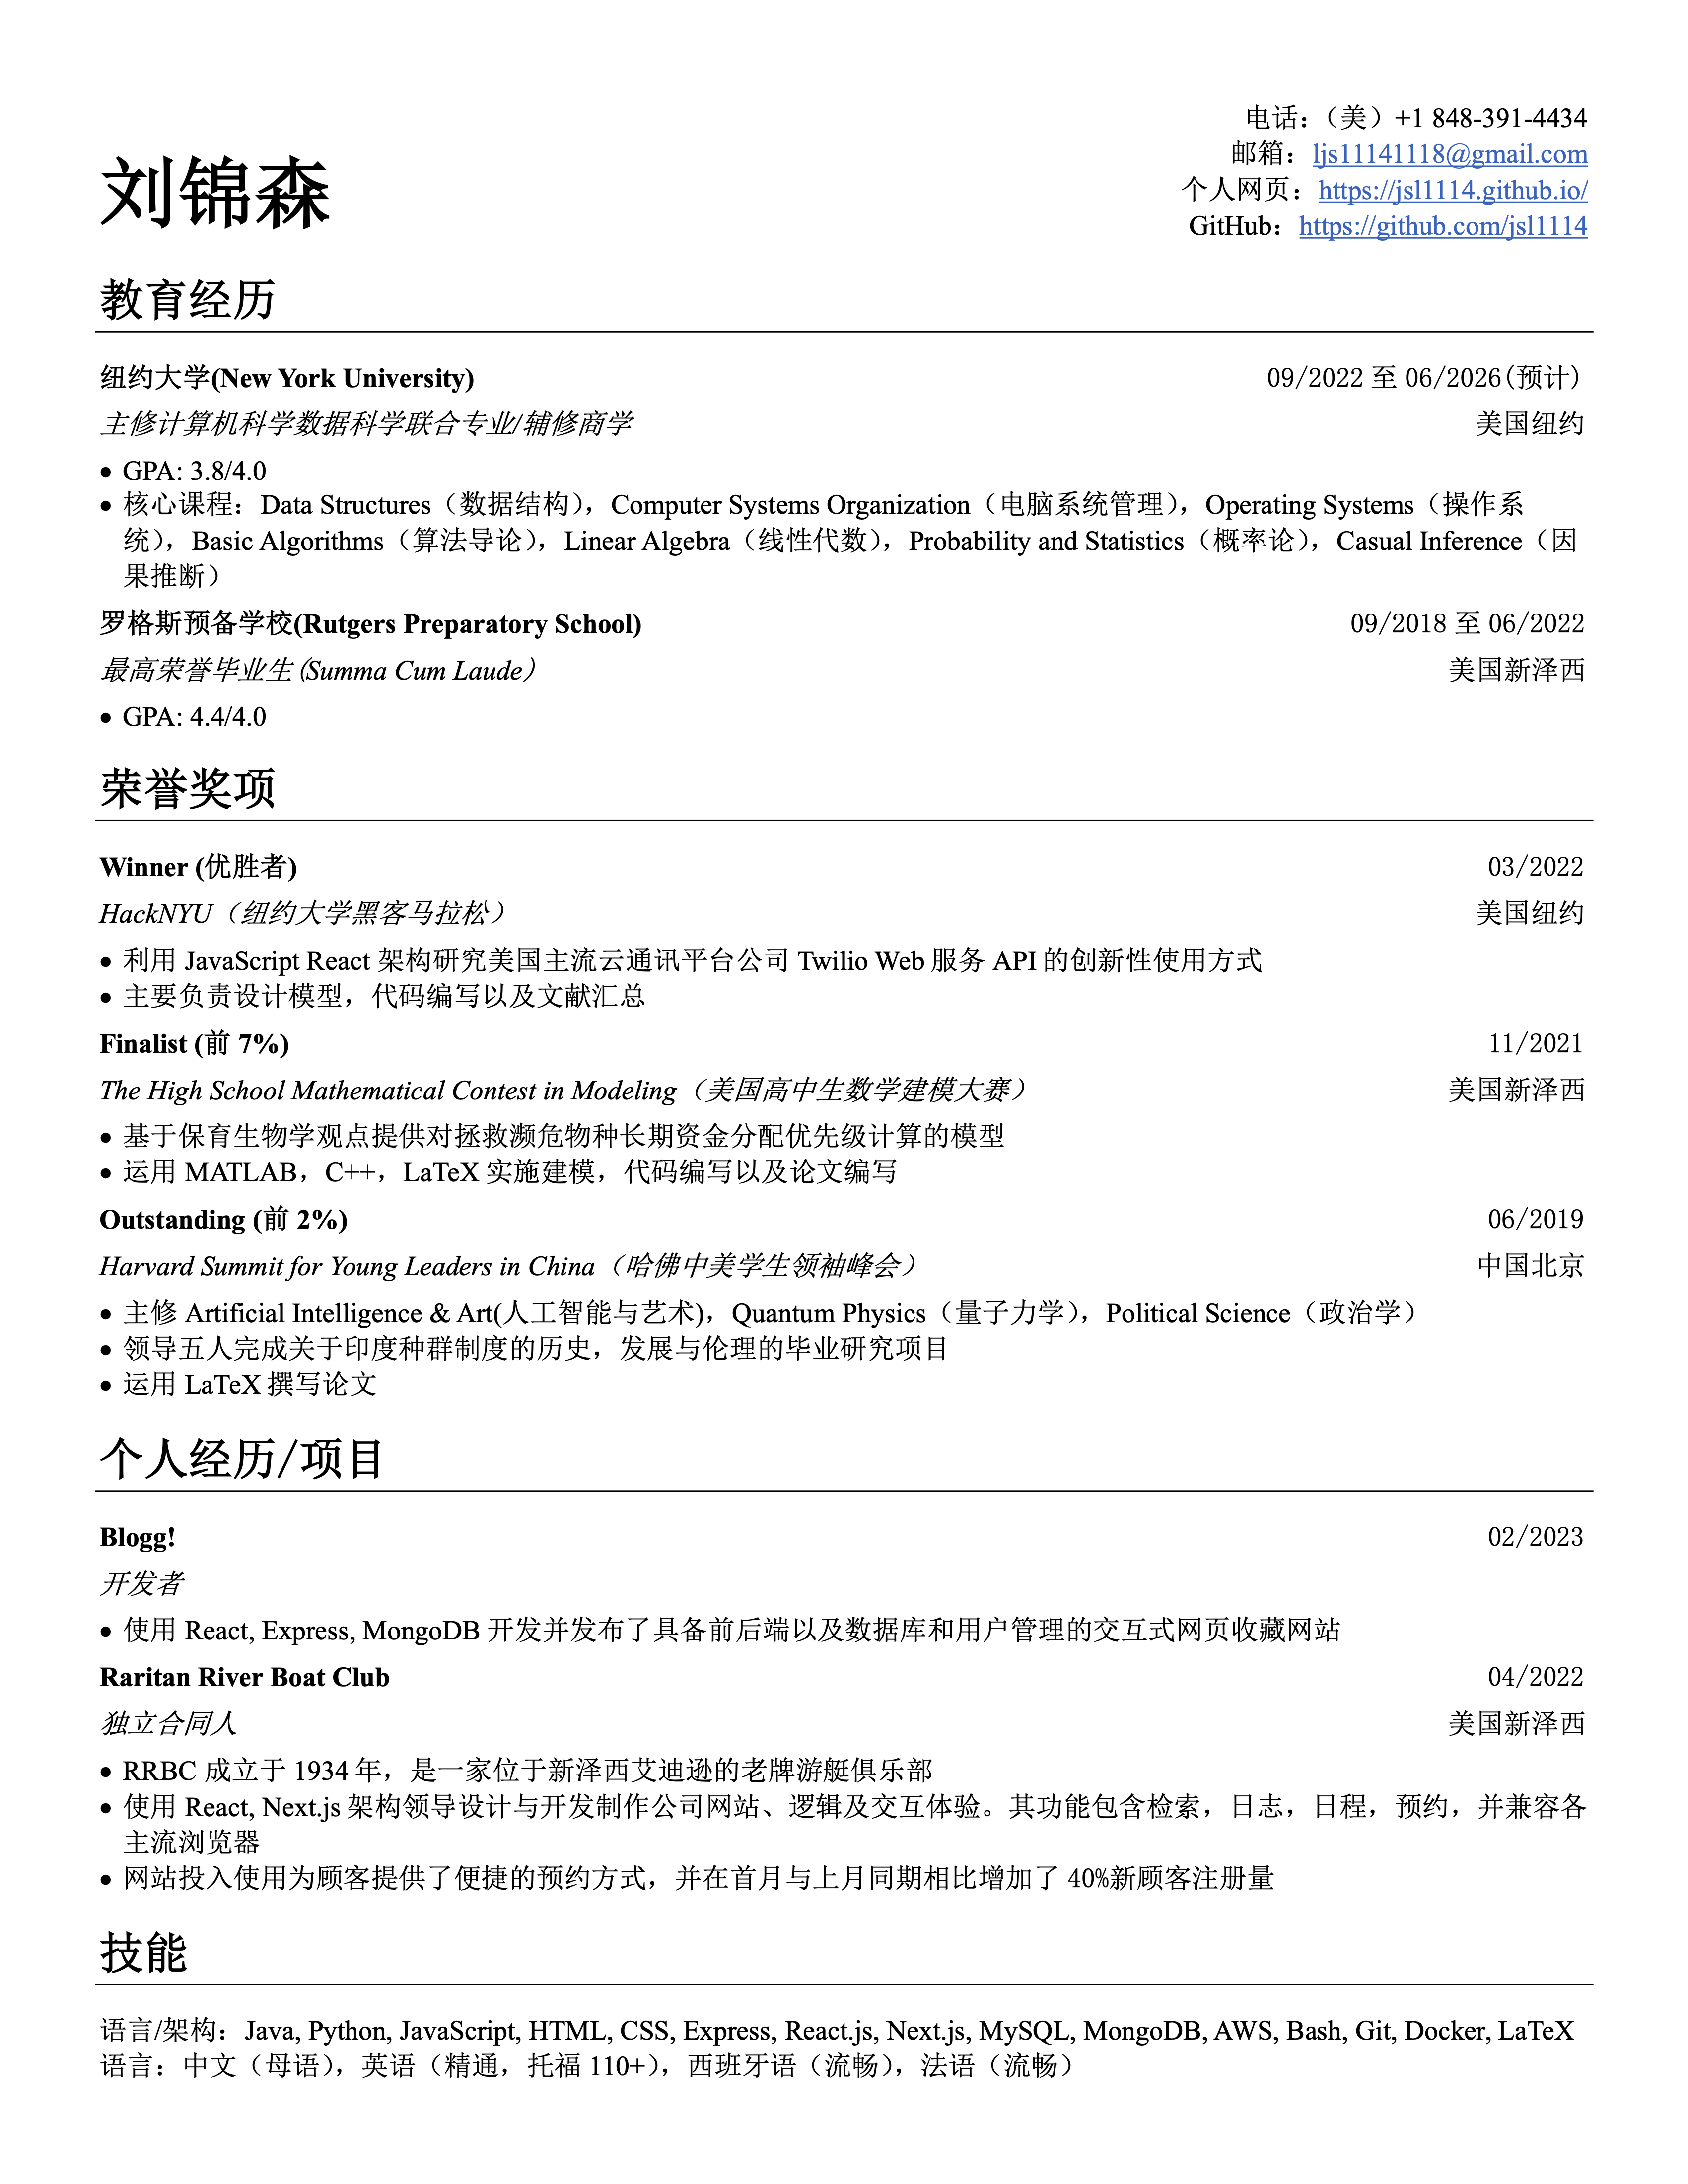 刘锦森
电话：（美）+1 848-391-4434
邮箱：ljs11141118@gmail.com
个人网页：https://jsl1114.github.io/
GitHub：https://github.com/jsl1114
教育经历
纽约大学(New York University) 09/2022 至 06/2026(预计)
主修计算机科学数据科学联合专业/辅修商学 美国纽约
• GPA: 3.8/4.0
• 核心课程：Data Structures（数据结构），Computer Systems Organization（电脑系统管理），Operating Systems（操作系
统），Basic Algorithms（算法导论），Linear Algebra（线性代数），Probability and Statistics（概率论），Casual Inference（因
果推断）
罗格斯预备学校(Rutgers Preparatory School) 09/2018 至 06/2022
最高荣誉毕业生(Summa Cum Laude） 美国新泽西
• GPA: 4.4/4.0
荣誉奖项
Winner (优胜者) 03/2022
HackNYU（纽约大学黑客马拉松） 美国纽约
• 利用 JavaScript React 架构研究美国主流云通讯平台公司 Twilio Web 服务 API 的创新性使用方式
• 主要负责设计模型，代码编写以及文献汇总
Finalist (前 7%) 11/2021
The High School Mathematical Contest in Modeling（美国高中生数学建模大赛） 美国新泽西
• 基于保育生物学观点提供对拯救濒危物种长期资金分配优先级计算的模型
• 运用 MATLAB，C++，LaTeX 实施建模，代码编写以及论文编写
Outstanding (前 2%) 06/2019
Harvard Summit for Young Leaders in China（哈佛中美学生领袖峰会） 中国北京
• 主修 Artificial Intelligence & Art(人工智能与艺术)，Quantum Physics（量子力学），Political Science（政治学）
• 领导五人完成关于印度种群制度的历史，发展与伦理的毕业研究项目
• 运用 LaTeX 撰写论文
个人经历/项目
Blogg! 02/2023
开发者
• 使用 React, Express, MongoDB 开发并发布了具备前后端以及数据库和用户管理的交互式网页收藏网站
Raritan River Boat Club 04/2022
独立合同人 美国新泽西
• RRBC 成立于 1934 年，是一家位于新泽西艾迪逊的老牌游艇俱乐部
• 使用 React, Next.js 架构领导设计与开发制作公司网站、逻辑及交互体验。其功能包含检索，日志，日程，预约，并兼容各
主流浏览器
• 网站投入使用为顾客提供了便捷的预约方式，并在首月与上月同期相比增加了 40%新顾客注册量
技能
语言/架构：Java, Python, JavaScript, HTML, CSS, Express, React.js, Next.js, MySQL, MongoDB, AWS, Bash, Git, Docker, LaTeX
语言：中文（母语），英语（精通，托福 110+），西班牙语（流畅），法语（流畅）